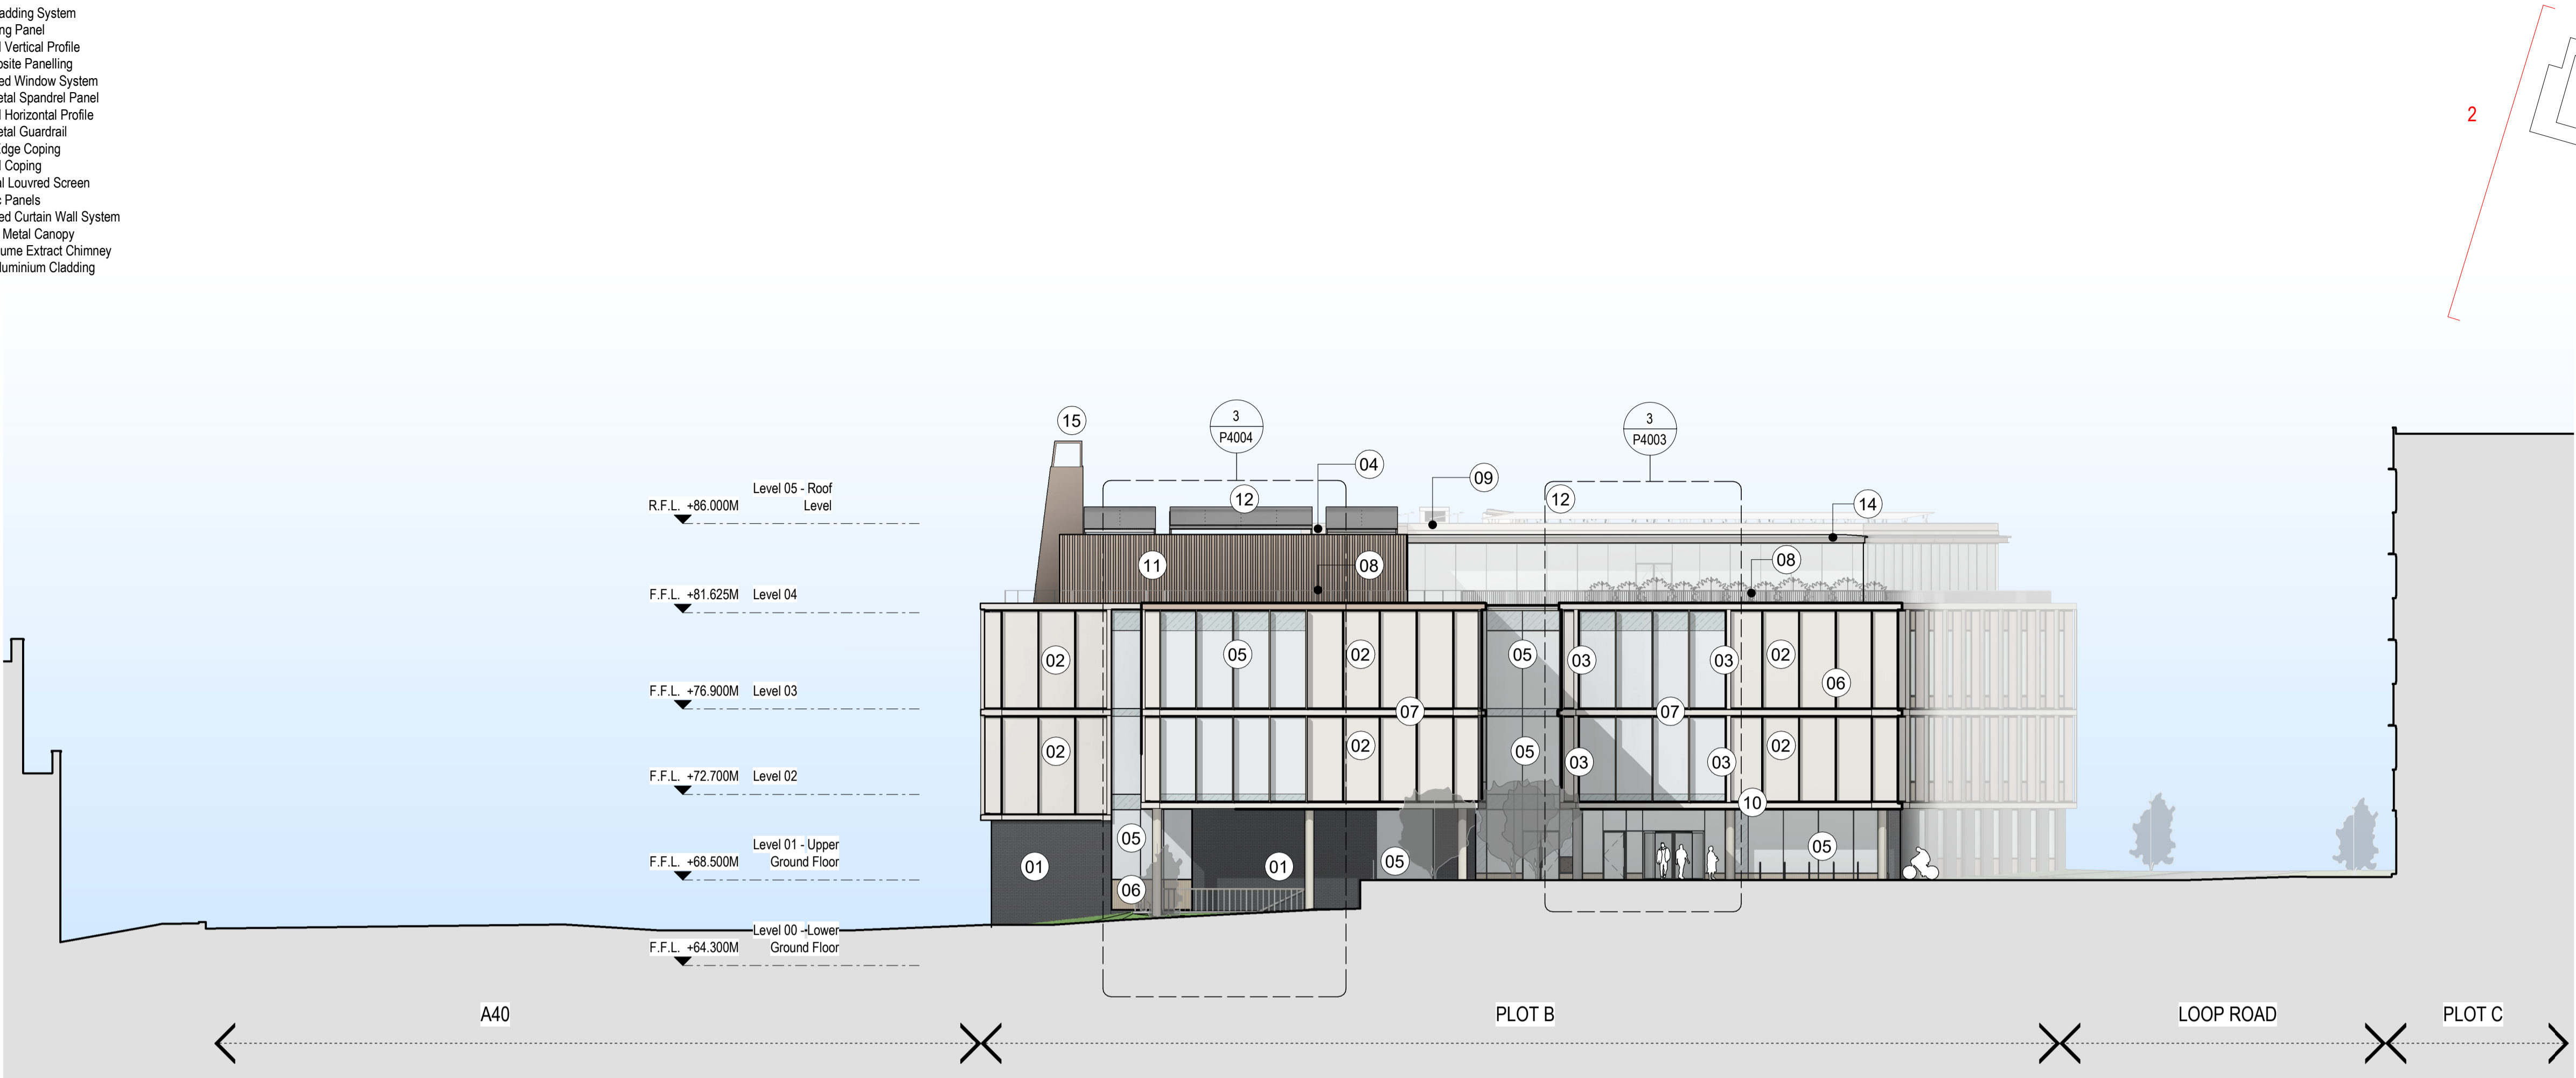 adding System
ng Panel
l Vertical Profile
osite Panelling
ed Window System
etal Spandrel Panel
l Horizontal Profile
etal Guardrail
Edge Coping
l Coping
al Louvred Screen
c Panels
ed Curtain Wall System
Metal Canopy
ume Extract Chimney
luminium Cladding
2
15
3
P4004
3
P4003
04
09
12
12
14
Level 05 - Roof
R.F.L. +86.000M Level
11
08
08
F.F.L. +81.625M Level 04
02
05
02
05
03
03
02
06
F.F.L. +76.900M Level 03
07
07
02
02
05
03
03
02
F.F.L. +72.700M Level 02
10
Level 01 - Upper
F.F.L. +68.500M Ground Floor
01
05
06
01
05
05
Level 00 - Lower
F.F.L. +64.300M Ground Floor
A40
PLOT B
LOOP ROAD
PLOT C